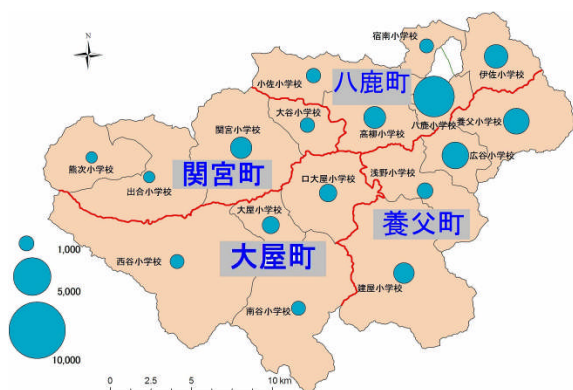 N
宿南小学校
伊佐小学校
小佐小学校
八鹿町
大谷小学校
高柳小学校
八鹿小学校
養父小学校
関宮小学校
広谷小学校
熊次小学校
出合小学校
関宮町
口大屋小学校
浅野小学校
大屋小学校
養父町
大屋町
西谷小学校
建屋小学校
南谷小学校
1,000
5,000
10,000
0 2.5 5 10 km